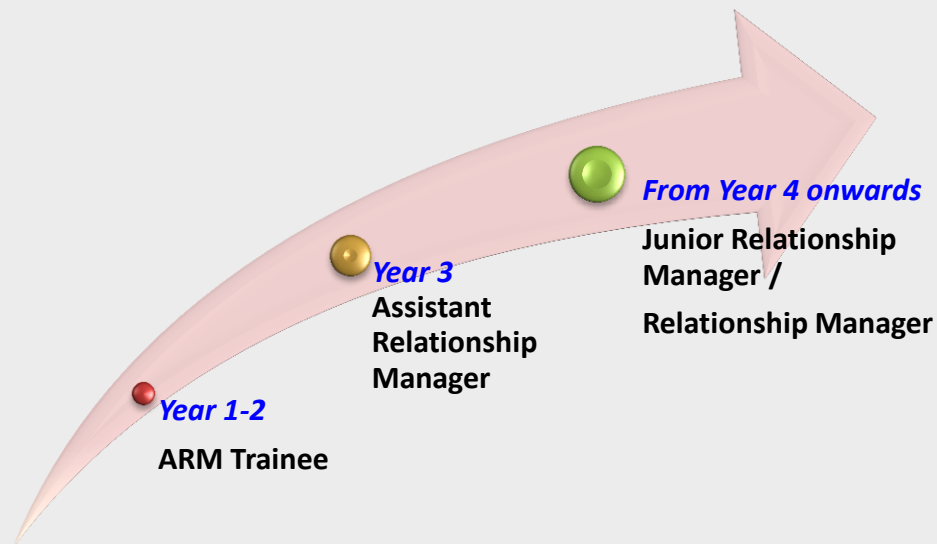 Year 1-2
ARM Trainee
Year 3
Assistant
Relationship
Manager
From Year 4 onwards
Junior Relationship
Manager /
Relationship Manager